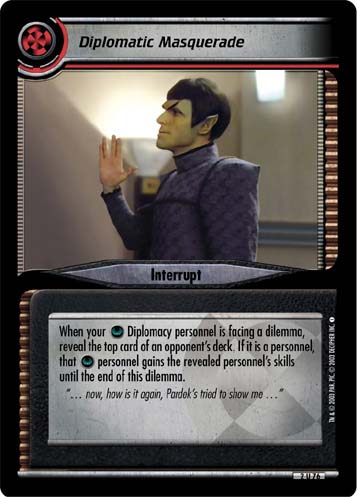 Diplomatic Masquerade
Interrupt
When your Diplomacy personnel is facing a dilemma,
reveal the top card of an opponent's deck. If it is a personnel,
that personnel gains the revealed personnel's skills
until the end of this dilemma.
"... now, how is it again, Pardek's tried to show me ..."
TM & © 2003 PAR. PIC. © 2003 DECIPHER INC.
2 U 76